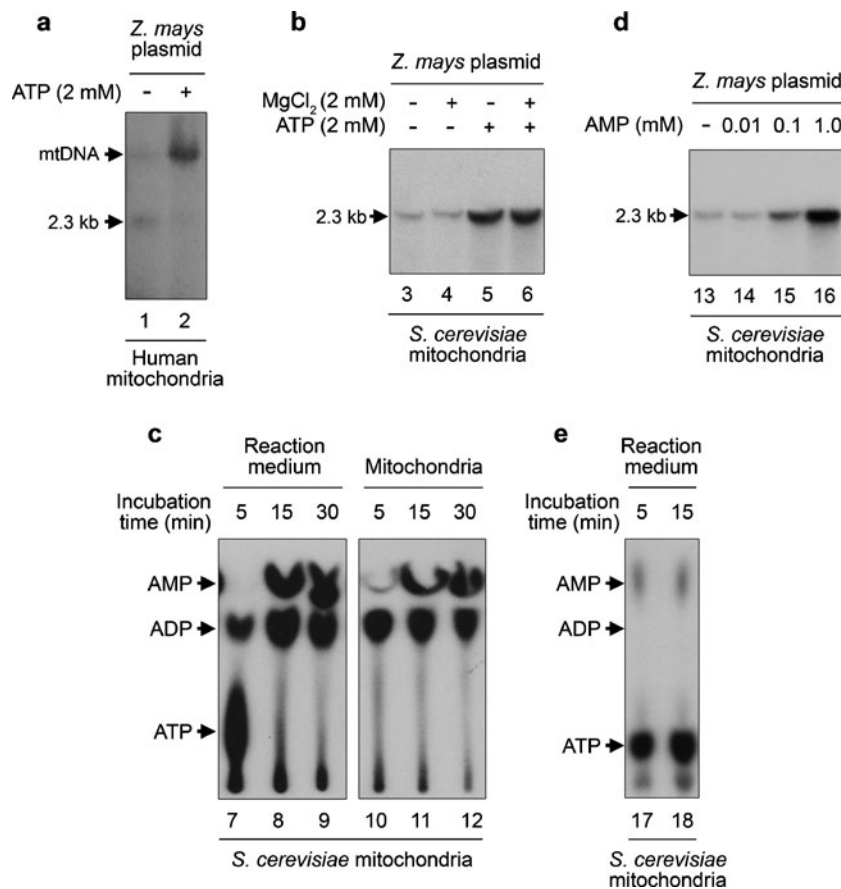 a
Z. mays
plasmid
ATP (2 mM) - +
mtDNA
2.3 kb
1 2
Human
mitochondria
b
Z. mays plasmid
MgCl2 (2 mM) - + - +
ATP (2 mM) - - + +
2.3 kb
3 4 5 6
S. cerevisiae
mitochondria
d
Z. mays plasmid
AMP (mM) - 0.01 0.1 1.0
2.3 kb
13 14 15 16
S. cerevisiae
mitochondria
c
Reaction
medium
Mitochondria
Incubation
time (min)
5 15 30 5 15 30
AMP
ADP
ATP
7 8 9 10 11 12
S. cerevisiae mitochondria
e
Reaction
medium
Incubation
time (min)
5 15
AMP
ADP
ATP
17 18
S. cerevisiae
mitochondria